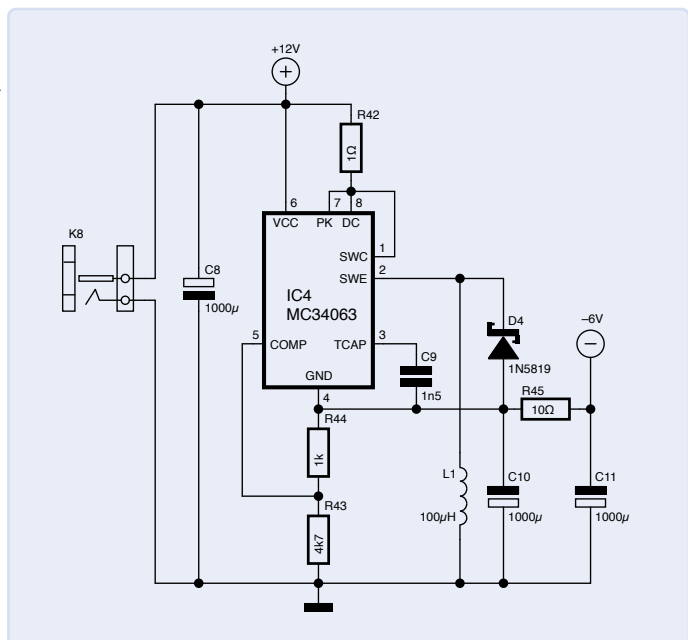 +12V
R42
1Ω
6
7
8
VCC
PK
DC
K8
SWC
1
SWE
2
C8
1000µ
IC4
MC34063
D4
1N5819
–6V
5
COMP
TCAP
3
C9
1n5
GND
4
R45
10Ω
R44
1k
L1
100µH
C10
1000µ
C11
1000µ
R43
4k7